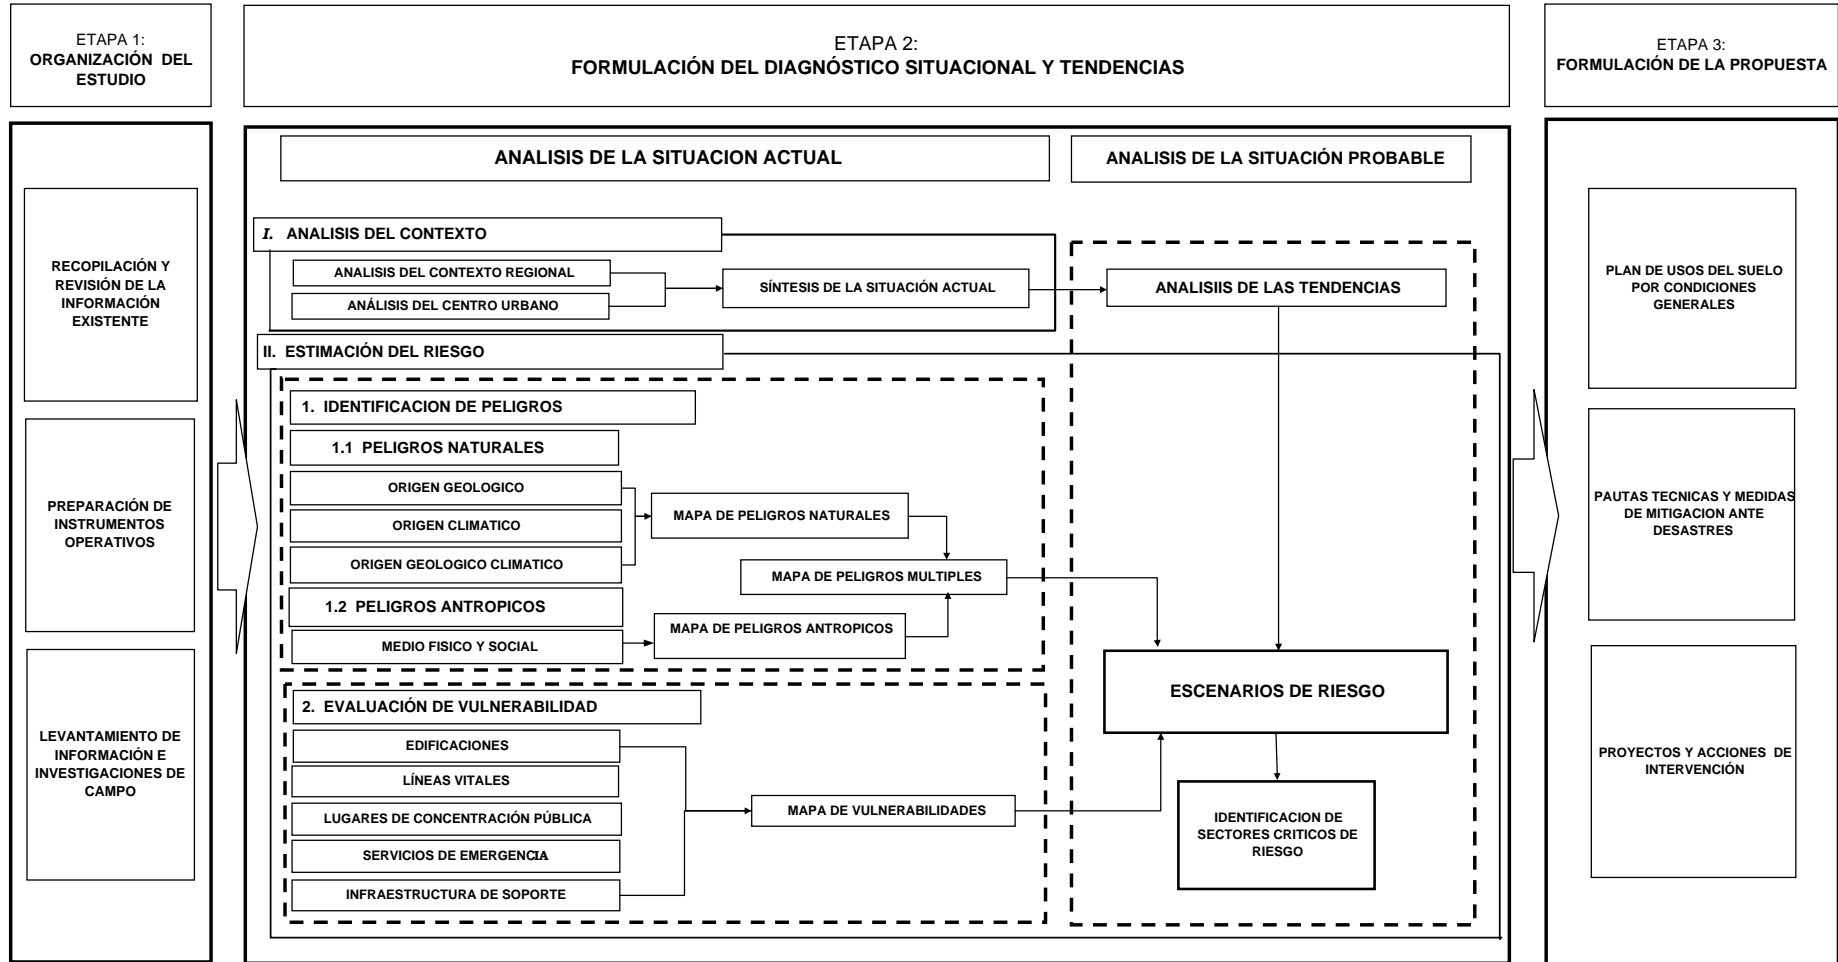 ETAPA 1:
ORGANIZACIÓN DEL
ESTUDIO
ETAPA 2:
FORMULACIÓN DEL DIAGNÓSTICO SITUACIONAL Y TENDENCIAS
ETAPA 3:
FORMULACIÓN DE LA PROPUESTA
RECOPILACIÓN Y
REVISIÓN DE LA
INFORMACIÓN
EXISTENTE
PREPARACIÓN DE
INSTRUMENTOS
OPERATIVOS
LEVANTAMIENTO DE
INFORMACIÓN E
INVESTIGACIONES DE
CAMPO
ANALISIS DE LA SITUACION ACTUAL
ANALISIS DE LA SITUACIÓN PROBABLE
I. ANALISIS DEL CONTEXTO
ANALISIS DEL CONTEXTO REGIONAL
ANÁLISIS DEL CENTRO URBANO
SÍNTESIS DE LA SITUACIÓN ACTUAL
ANALISIIS DE LAS TENDENCIAS
II. ESTIMACIÓN DEL RIESGO
1. IDENTIFICACION DE PELIGROS
1.1 PELIGROS NATURALES
ORIGEN GEOLOGICO
ORIGEN CLIMATICO
ORIGEN GEOLOGICO CLIMATICO
MAPA DE PELIGROS NATURALES
MAPA DE PELIGROS MULTIPLES
1.2 PELIGROS ANTROPICOS
MEDIO FISICO Y SOCIAL
MAPA DE PELIGROS ANTROPICOS
2. EVALUACIÓN DE VULNERABILIDAD
EDIFICACIONES
LÍNEAS VITALES
LUGARES DE CONCENTRACIÓN PÚBLICA
SERVICIOS DE EMERGENCIA
INFRAESTRUCTURA DE SOPORTE
MAPA DE VULNERABILIDADES
ESCENARIOS DE RIESGO
IDENTIFICACION DE
SECTORES CRITICOS DE
RIESGO
PLAN DE USOS DEL SUELO
POR CONDICIONES
GENERALES
PAUTAS TECNICAS Y MEDIDAS
DE MITIGACION ANTE
DESASTRES
PROYECTOS Y ACCIONES DE
INTERVENCIÓN